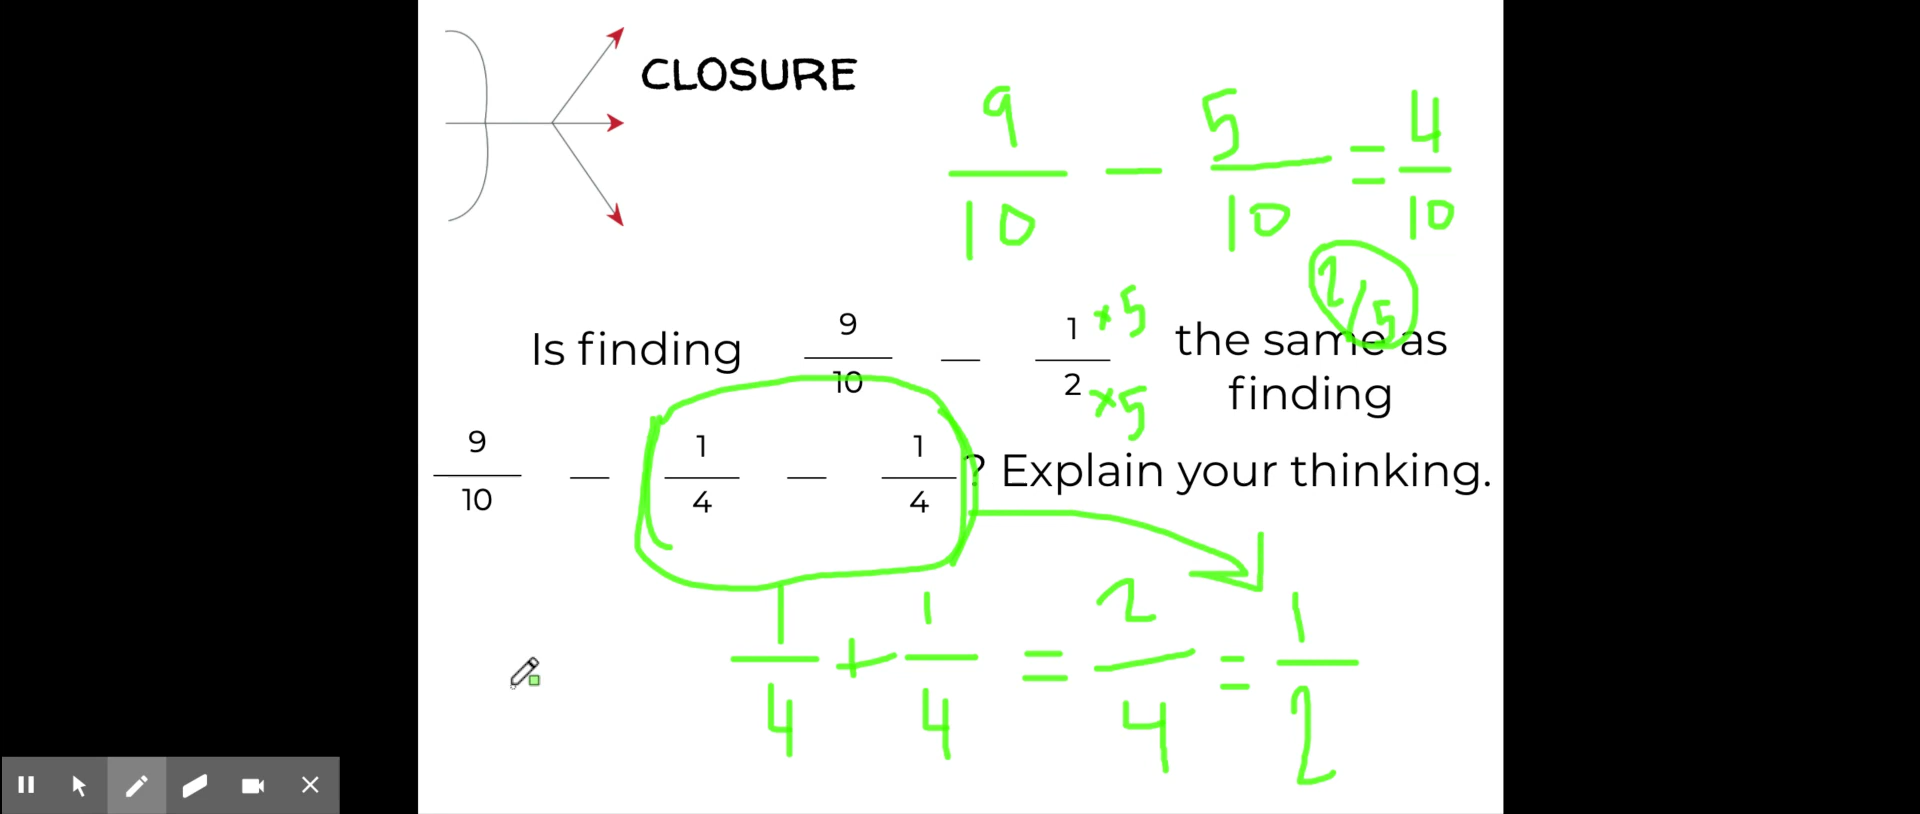 CLOSURE
9/10 — 5/10 = 4/10
2/5
Is finding 9/10 — 1/2 ×5 ×5 the same as
finding
9/10 — 1/4 — 1/4 ? Explain your thinking.
1/4 + 1/4 = 2/4 = 1/2